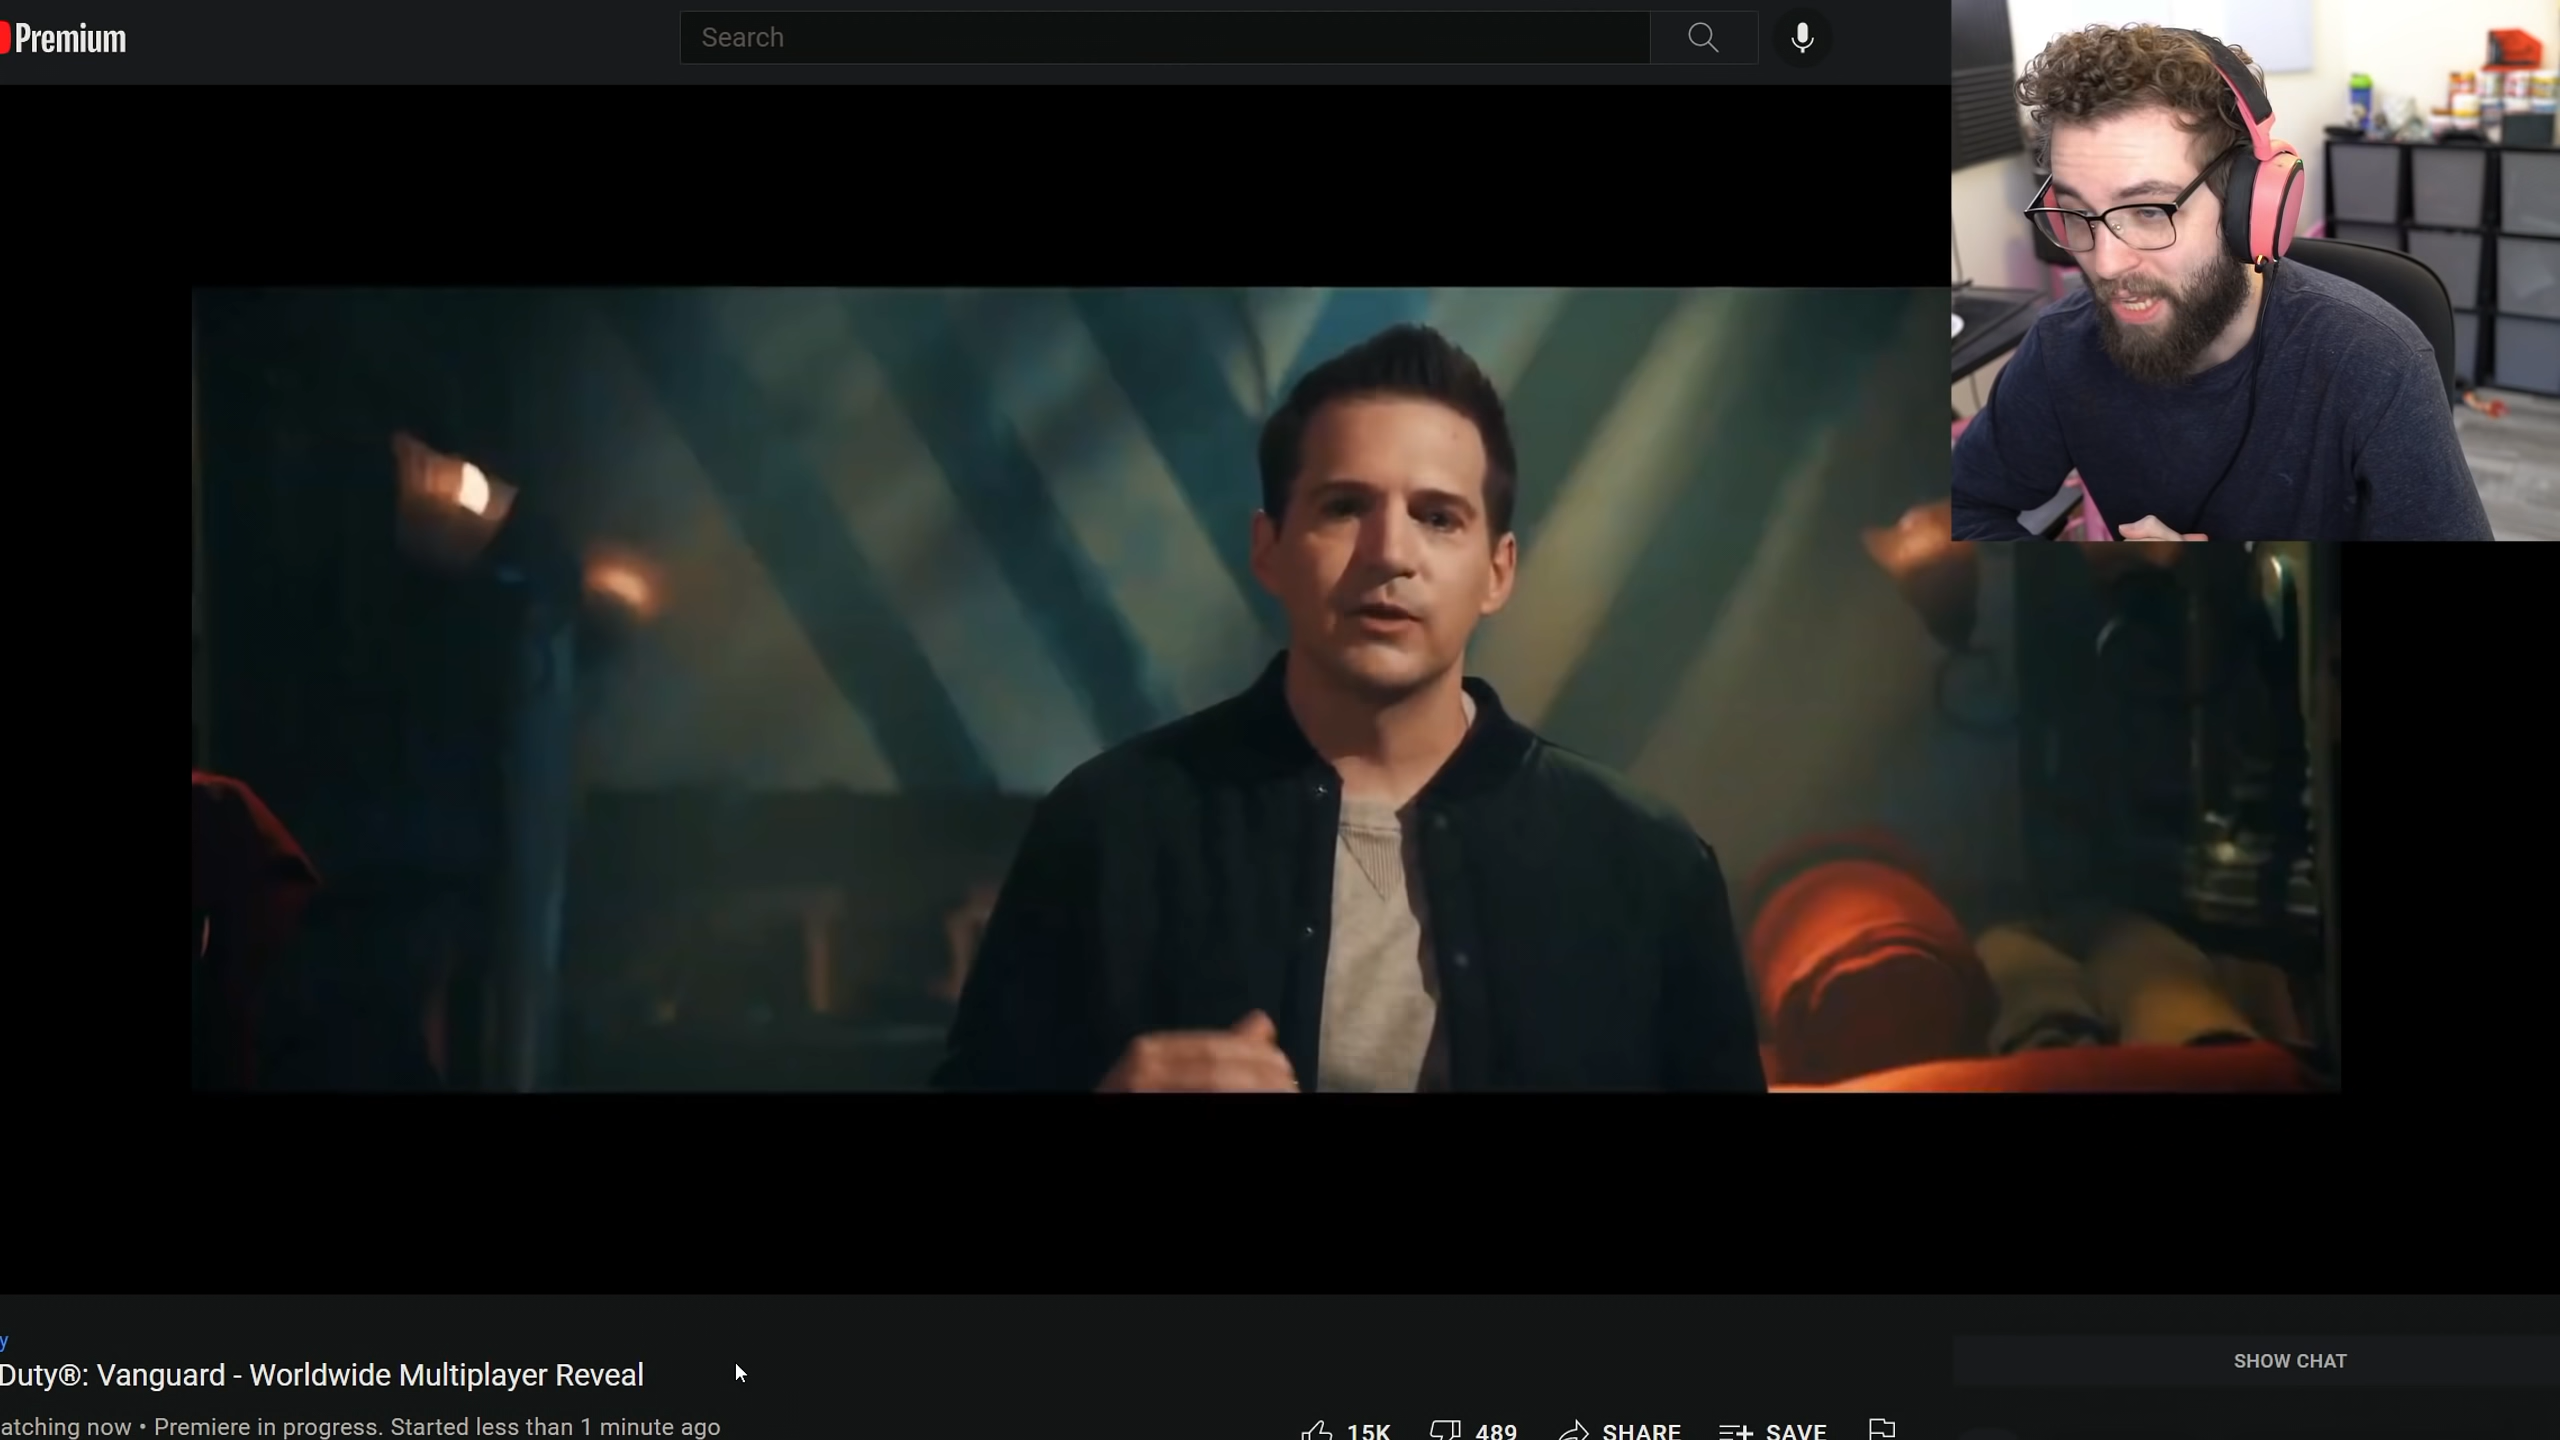 Premium
Search
y
Duty®: Vanguard - Worldwide Multiplayer Reveal
SHOW CHAT
atching now • Premiere in progress. Started less than 1 minute ago
15K 489 SHARE SAVE